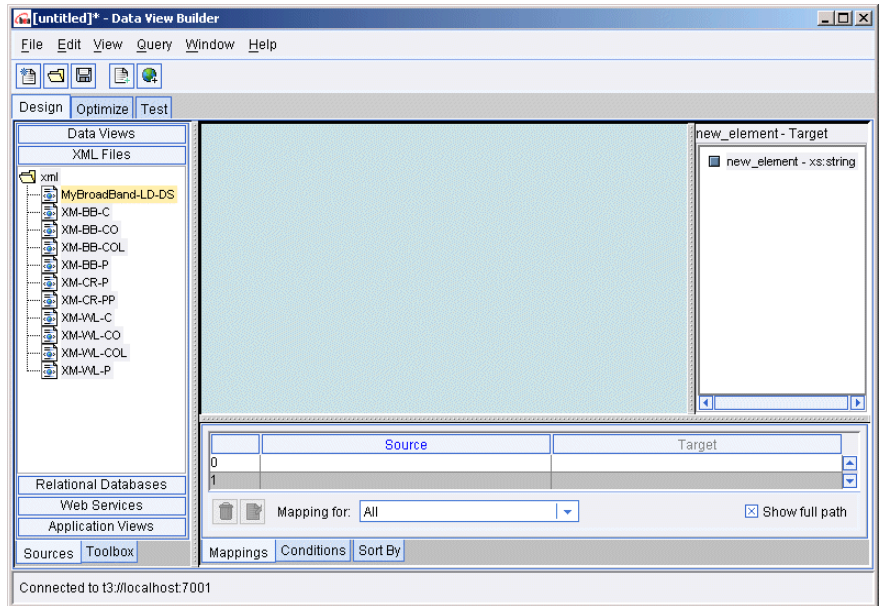 [untitled]* - Data View Builder
File Edit View Query Window Help
Design Optimize Test
Data Views
XML Files
xml
MyBroadBand-LD-DS
XM-BB-C
XM-BB-CO
XM-BB-COL
XM-BB-P
XM-CR-P
XM-CR-PP
XM-WL-C
XM-WL-CO
XM-WL-COL
XM-WL-P
Relational Databases
Web Services
Application Views
Sources Toolbox
new_element - Target
new_element - xs:string
Source Target
0
1
Mapping for: All Show full path
Mappings Conditions Sort By
Connected to t3://localhost:7001